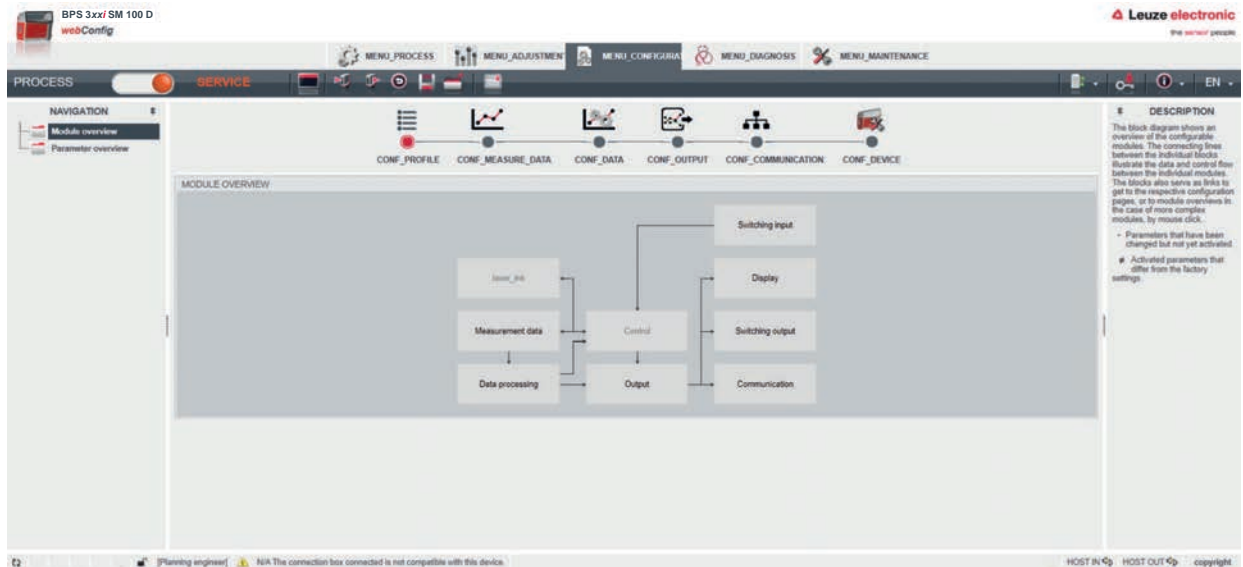 BPS 3xxi SM 100 D
webConfig
Leuze electronic
the sensor people
MENU_PROCESS
MENU_ADJUSTMEN
MENU_CONFIGURA
MENU_DIAGNOSIS
MENU_MAINTENANCE
PROCESS
SERVICE
EN
NAVIGATION
Module overview
Parameter overview
CONF_PROFILE
CONF_MEASURE_DATA
CONF_DATA
CONF_OUTPUT
CONF_COMMUNICATION
CONF_DEVICE
MODULE OVERVIEW
Switching input
Display
Measurement data
Control
Switching output
Data processing
Output
Communication
DESCRIPTION
The block diagram shows an
overview of the configurable
modules. The connecting lines
between the individual blocks
illustrate the data and control flow
between the individual modules.
The blocks also serve as links to
get to the respective configuration
pages, or to module overviews in
the case of more complex
modules, by mouse click.
- Parameters that have been
changed but not yet activated
# Activated parameters that
differ from the factory
settings.
[Planning engineer]
N/A The connection box connected is not compatible with this device.
HOST IN
HOST OUT
copyright